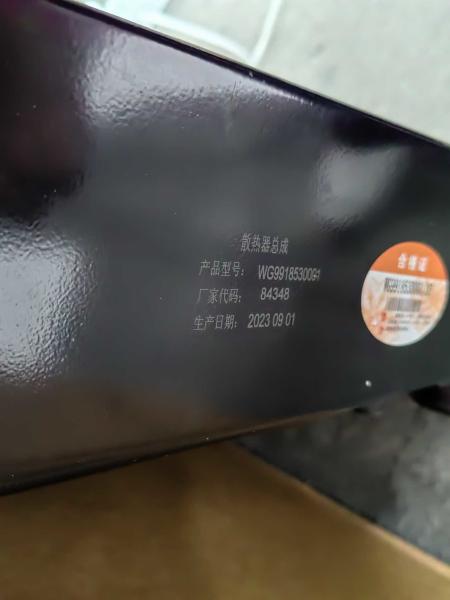 散热器总成
产品型号: WG9918530091
厂家代码: 84348
生产日期: 2023 09 01
合格证